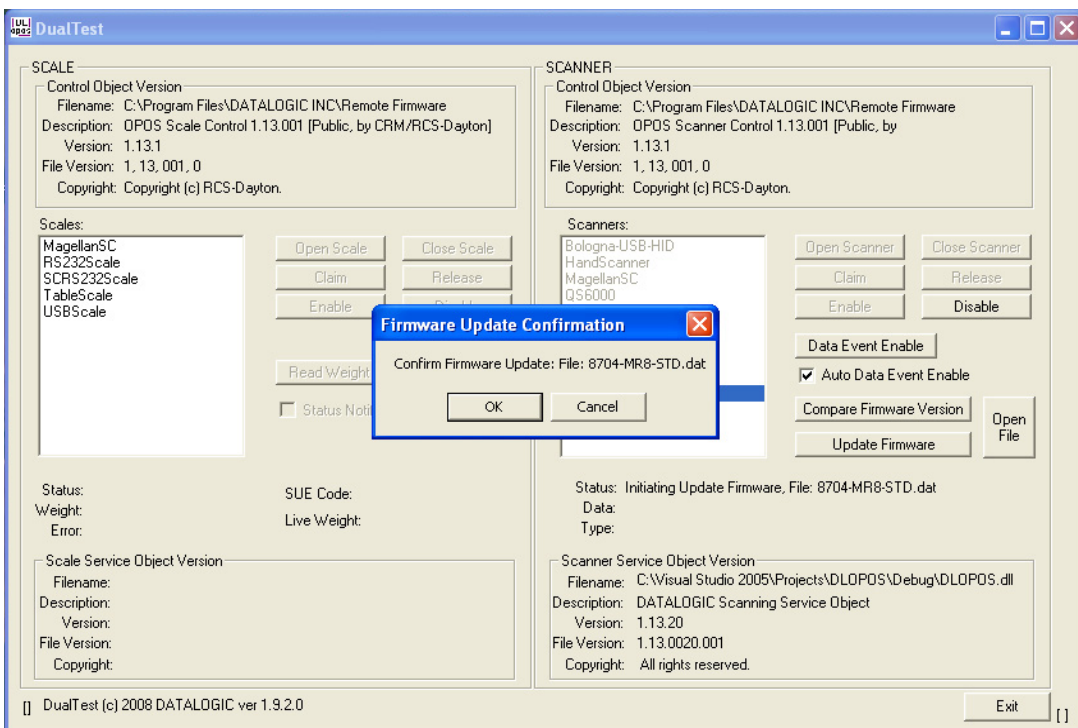 DualTest
SCALE
Control Object Version
Filename: C:\Program Files\DATALOGIC INC\Remote Firmware
Description: OPOS Scale Control 1.13.001 [Public, by CRM/RCS-Dayton]
Version: 1.13.1
File Version: 1, 13, 001, 0
Copyright: Copyright (c) RCS-Dayton.
Scales:
MagellanSC
RS232Scale
SCRS232Scale
TableScale
USBScale
Open Scale
Close Scale
Claim
Release
Enable
Read Weight
Status Noti
Status:
Weight:
Error:
SUE Code:
Live Weight:
Scale Service Object Version
Filename:
Description:
Version:
File Version:
Copyright:
SCANNER
Control Object Version
Filename: C:\Program Files\DATALOGIC INC\Remote Firmware
Description: OPOS Scanner Control 1.13.001 [Public, by
Version: 1.13.1
File Version: 1, 13, 001, 0
Copyright: Copyright (c) RCS-Dayton.
Scanners:
Bologna-USB-HID
HandScanner
MagellanSC
QS6000
Open Scanner
Close Scanner
Claim
Release
Enable
Disable
Data Event Enable
Auto Data Event Enable
Compare Firmware Version
Update Firmware
Open
File
Status: Initiating Update Firmware, File: 8704-MR8-STD.dat
Data:
Type:
Scanner Service Object Version
Filename: C:\Visual Studio 2005\Projects\DLOPOS\Debug\DLOPOS.dll
Description: DATALOGIC Scanning Service Object
Version: 1.13.20
File Version: 1.13.0020.001
Copyright: All rights reserved.
Firmware Update Confirmation
Confirm Firmware Update: File: 8704-MR8-STD.dat
OK
Cancel
[] DualTest (c) 2008 DATALOGIC ver 1.9.2.0
Exit
[ ]